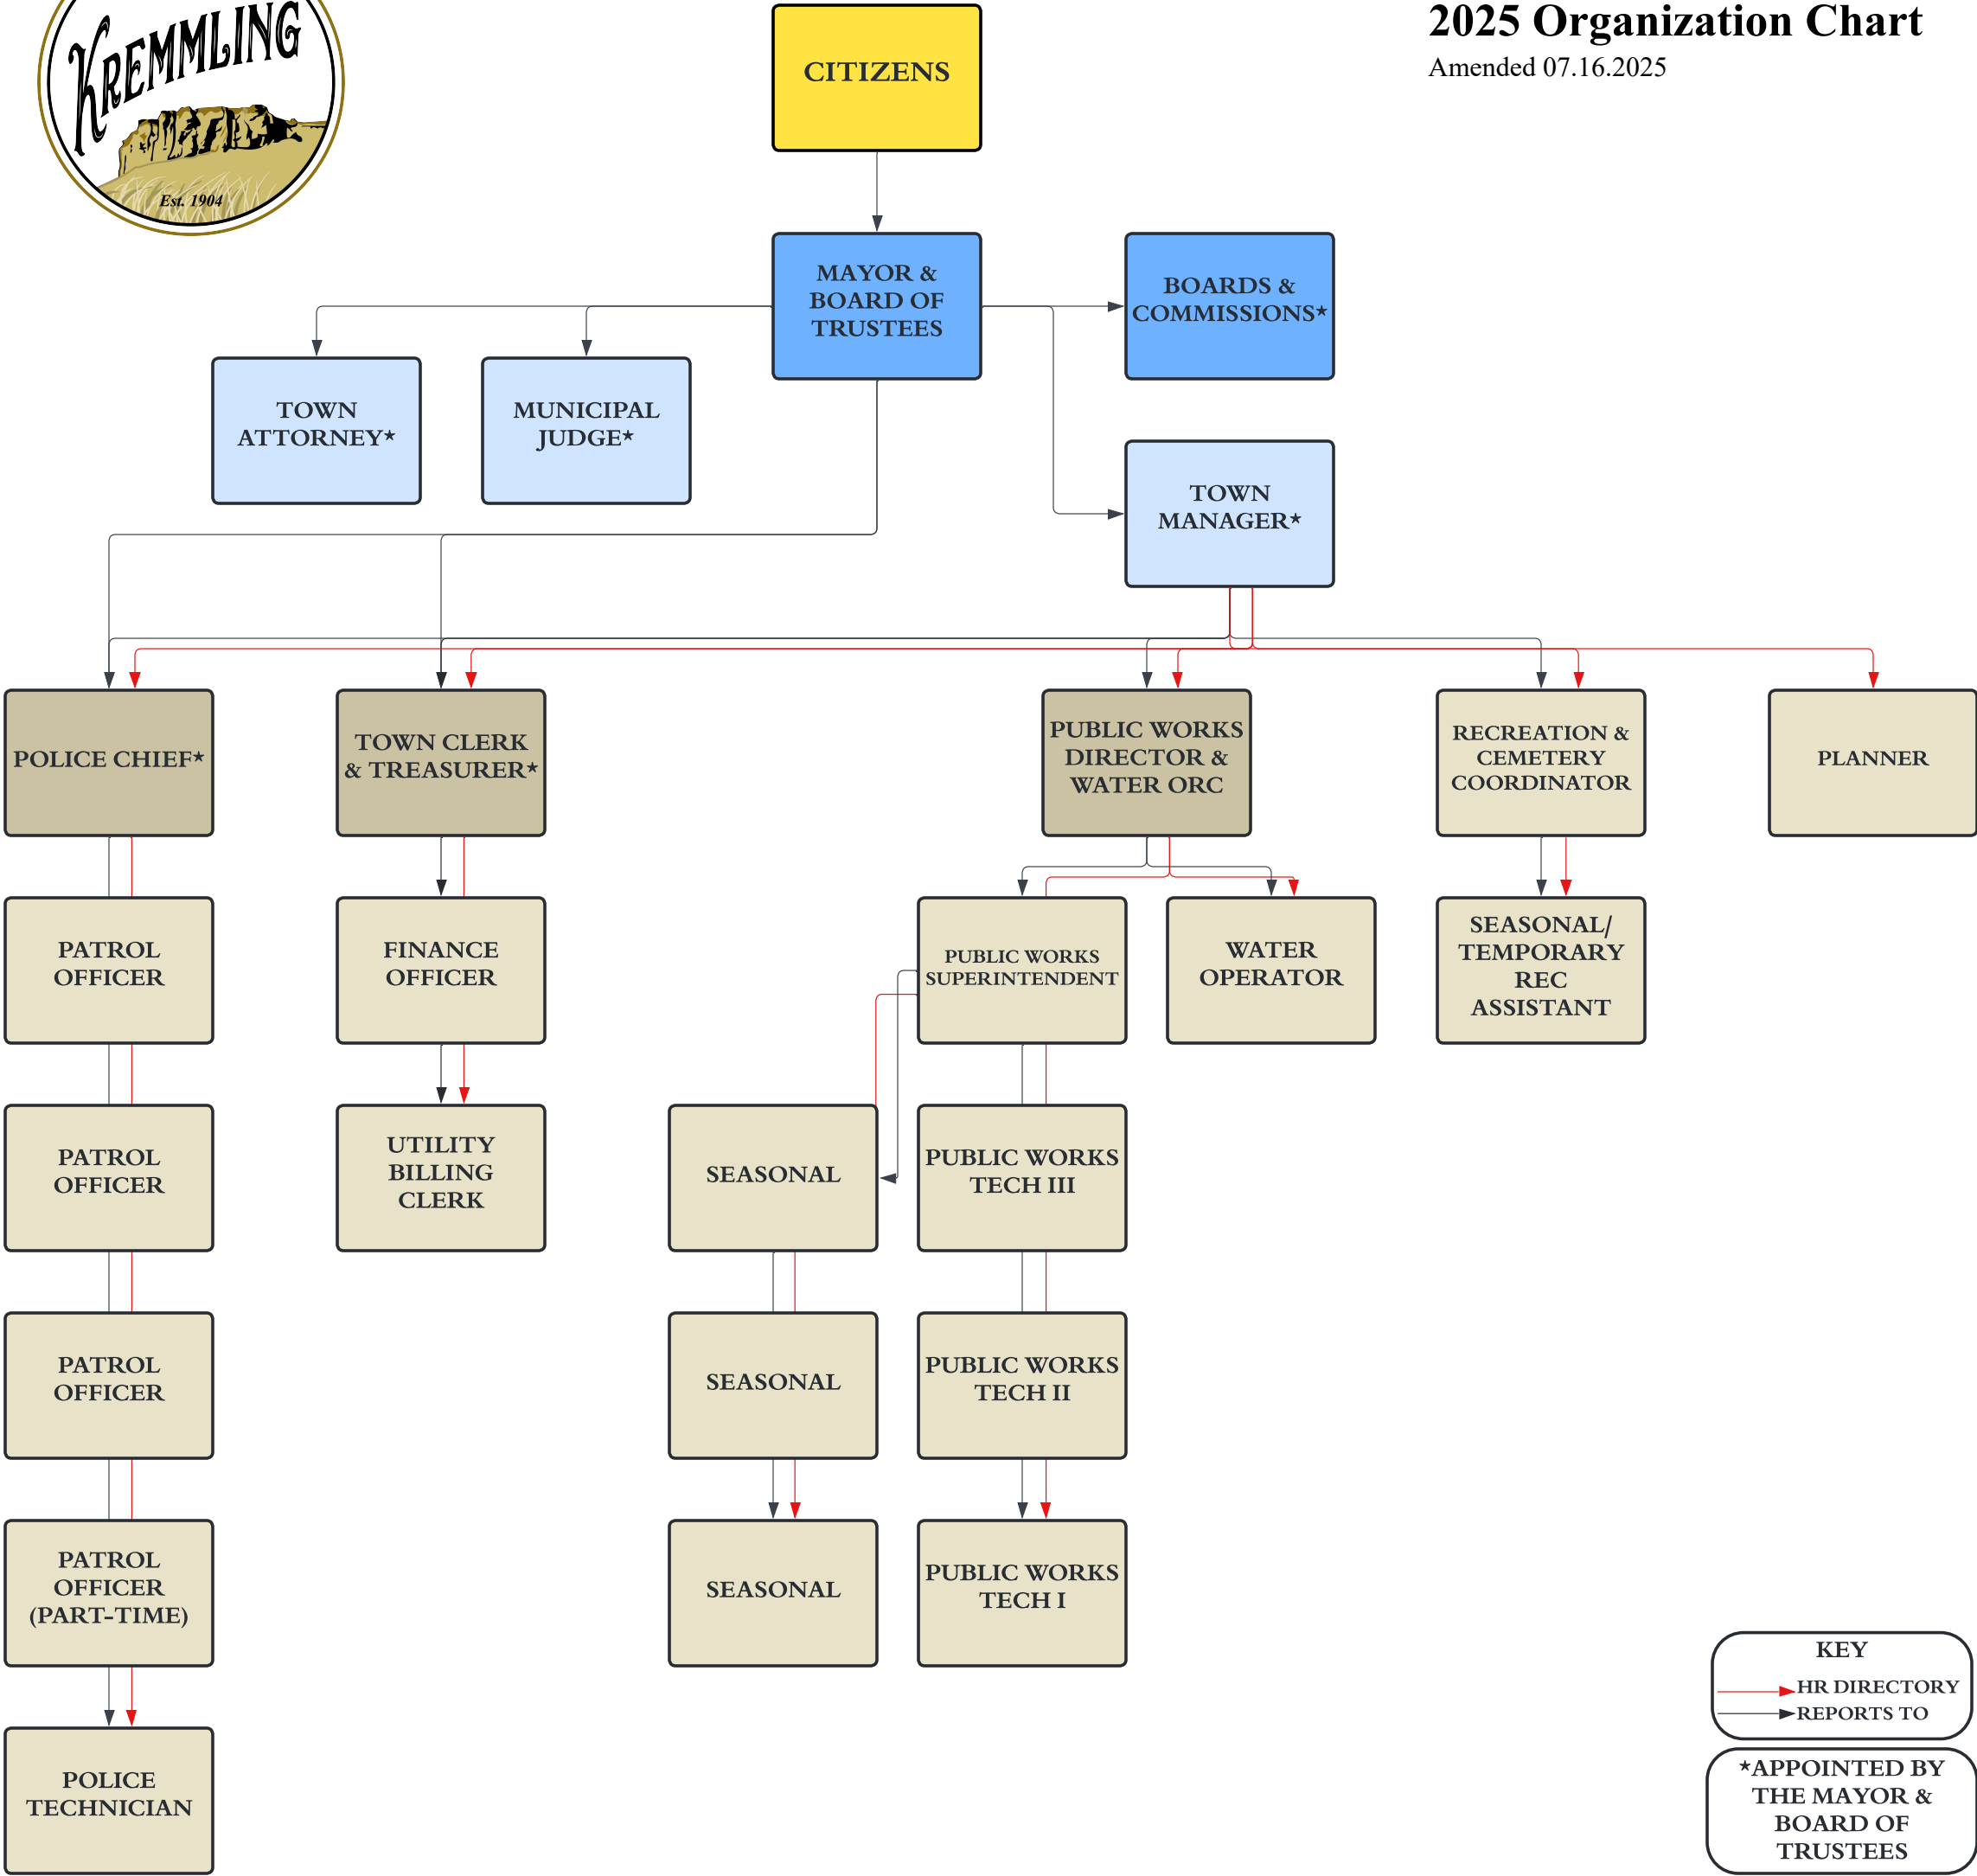 KREMMLING
Est. 1904
2025 Organization Chart
Amended 07.16.2025
CITIZENS
MAYOR &
BOARD OF
TRUSTEES
BOARDS &
COMMISSIONS★
TOWN
ATTORNEY★
MUNICIPAL
JUDGE★
TOWN
MANAGER★
POLICE CHIEF★
TOWN CLERK
& TREASURER★
PUBLIC WORKS
DIRECTOR &
WATER ORC
RECREATION &
CEMETERY
COORDINATOR
PLANNER
PATROL
OFFICER
FINANCE
OFFICER
PUBLIC WORKS
SUPERINTENDENT
WATER
OPERATOR
SEASONAL/
TEMPORARY
REC
ASSISTANT
PATROL
OFFICER
UTILITY
BILLING
CLERK
SEASONAL
PUBLIC WORKS
TECH III
PATROL
OFFICER
SEASONAL
PUBLIC WORKS
TECH II
PATROL
OFFICER
(PART-TIME)
SEASONAL
PUBLIC WORKS
TECH I
POLICE
TECHNICIAN
KEY
HR DIRECTORY
REPORTS TO
★APPOINTED BY
THE MAYOR &
BOARD OF
TRUSTEES